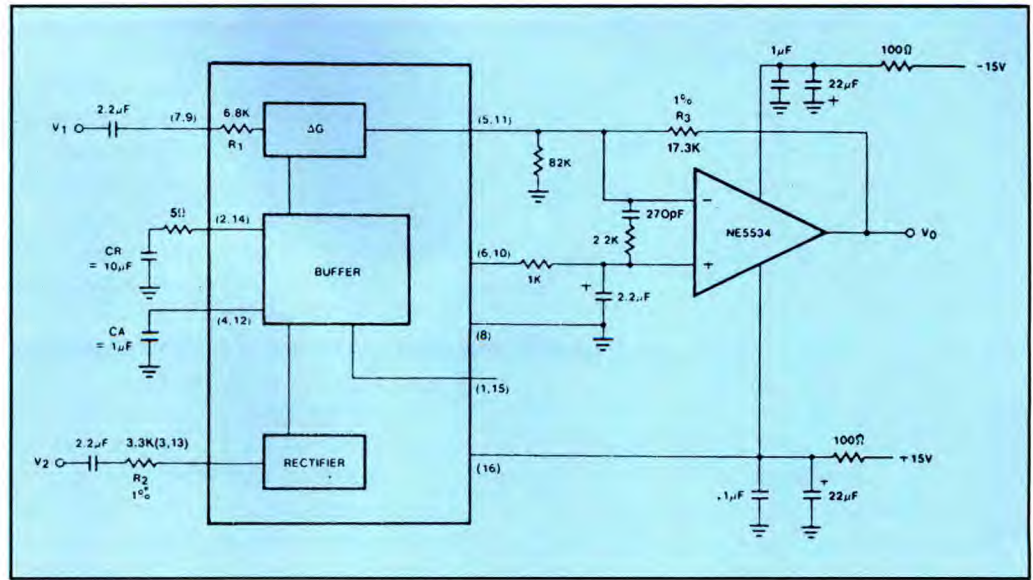 1µF
100Ω
-15V
22µF
+
2.2µF
(7,9)
6.8K
R1
ΔG
(5,11)
1%
R3
17.3K
V1
82K
5Ω
(2,14)
270pF
2.2K
-
NE5534
VO
CR
= 10µF
BUFFER
(6,10)
1K
+
+
2.2µF
(4,12)
CA
= 1µF
(8)
(1,15)
2.2µF
3.3K(3,13)
V2
R2
1%
RECTIFIER
(16)
100Ω
+15V
.1µF
+
22µF